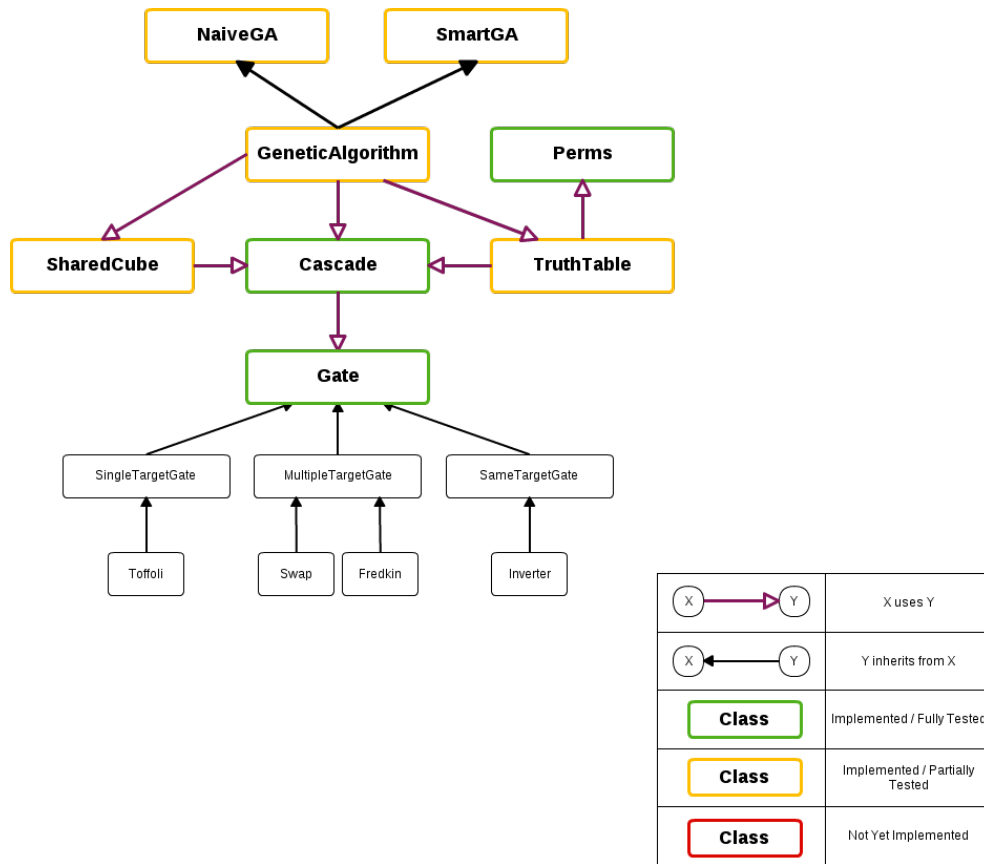 NaiveGA
SmartGA
GeneticAlgorithm
Perms
SharedCube
Cascade
TruthTable
Gate
SingleTargetGate
MultipleTargetGate
SameTargetGate
Toffoli
Swap
Fredkin
Inverter
X
Y
X uses Y
X
Y
Y inherits from X
Class
Implemented / Fully Tested
Class
Implemented / Partially
Tested
Class
Not Yet Implemented